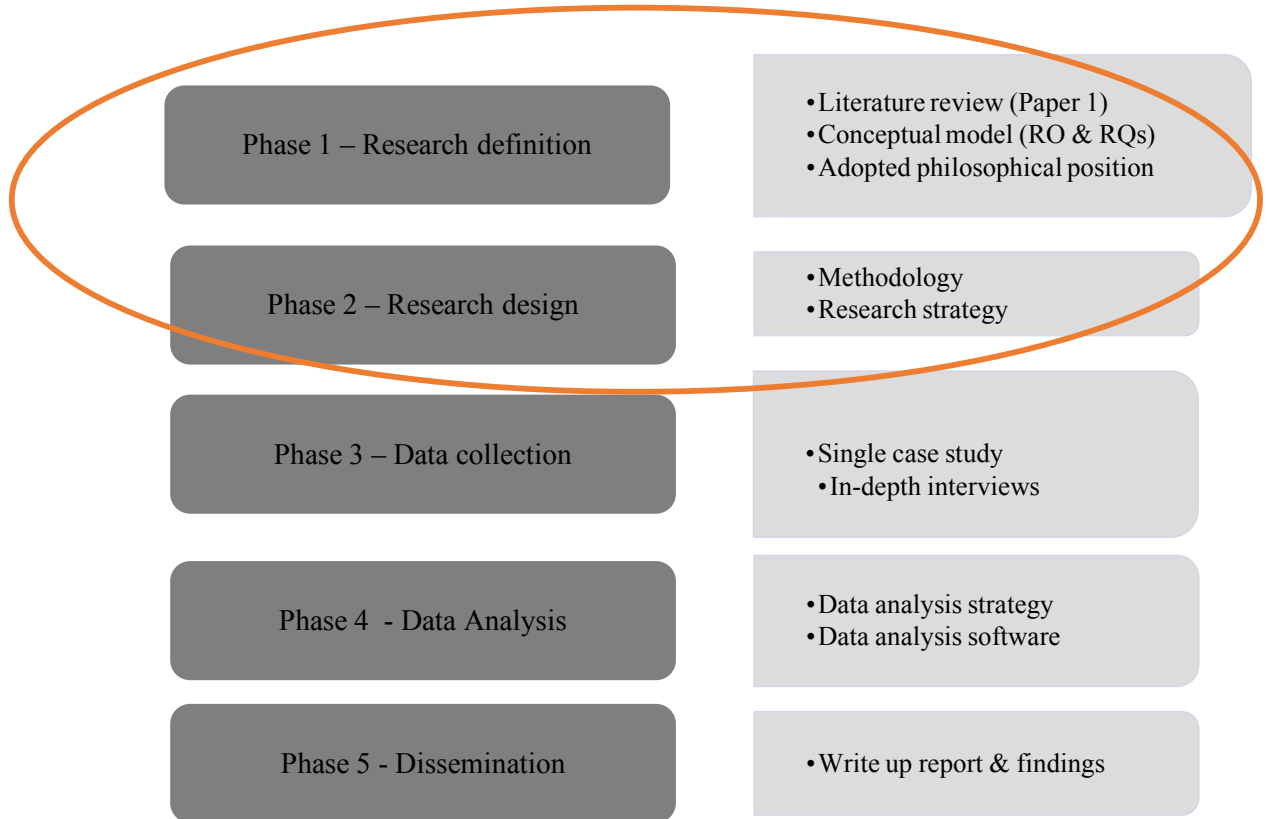 Phase 1 – Research definition
•Literature review (Paper 1)
•Conceptual model (RO & RQs)
•Adopted philosophical position
Phase 2 – Research design
•Methodology
•Research strategy
Phase 3 – Data collection
•Single case study
•In-depth interviews
Phase 4 - Data Analysis
•Data analysis strategy
•Data analysis software
Phase 5 - Dissemination
•Write up report & findings